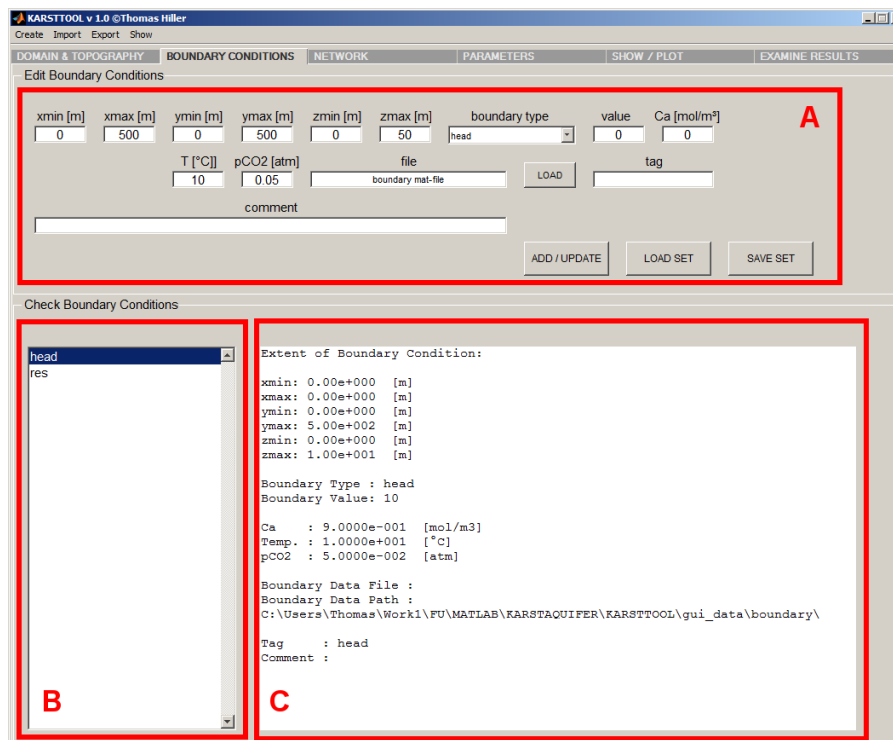 KARSTTOOL v 1.0 ©Thomas Hiller
Create Import Export Show
DOMAIN & TOPOGRAPHY BOUNDARY CONDITIONS NETWORK PARAMETERS SHOW / PLOT EXAMINE RESULTS
Edit Boundary Conditions
A
xmin [m] xmax [m] ymin [m] ymax [m] zmin [m] zmax [m] boundary type value Ca [mol/m³]
0 500 0 500 0 50 head 0 0
T [°C]] pCO2 [atm] file tag
10 0.05 boundary mat-file LOAD
comment
ADD / UPDATE LOAD SET SAVE SET
Check Boundary Conditions
head
res
B
Extent of Boundary Condition:
xmin: 0.00e+000 [m]
xmax: 0.00e+000 [m]
ymin: 0.00e+000 [m]
ymax: 5.00e+002 [m]
zmin: 0.00e+000 [m]
zmax: 1.00e+001 [m]
Boundary Type : head
Boundary Value: 10
Ca : 9.0000e-001 [mol/m3]
Temp. : 1.0000e+001 [°C]
pCO2 : 5.0000e-002 [atm]
Boundary Data File :
Boundary Data Path :
C:\Users\Thomas\Work1\FU\MATLAB\KARSTAQUIFER\KARSTTOOL\gui_data\boundary\
Tag : head
Comment :
C